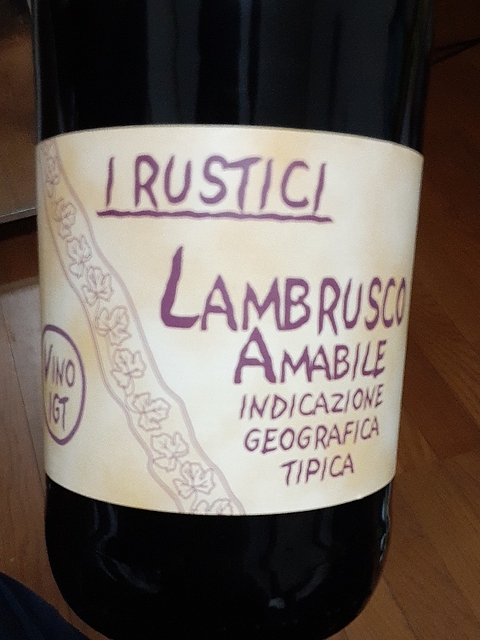 I RUSTICI
LAMBRUSCO
AMABILE
INDICAZIONE
GEOGRAFICA
TIPICA
VINO
IGT